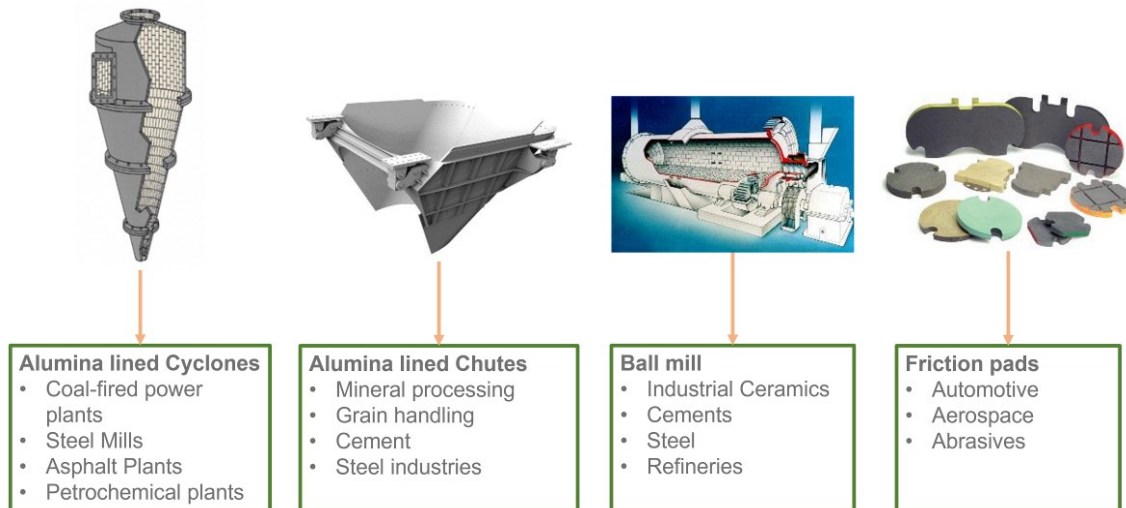 Alumina lined Cyclones
• Coal-fired power
plants
• Steel Mills
• Asphalt Plants
• Petrochemical plants
Alumina lined Chutes
• Mineral processing
• Grain handling
• Cement
• Steel industries
Ball mill
• Industrial Ceramics
• Cements
• Steel
• Refineries
Friction pads
• Automotive
• Aerospace
• Abrasives